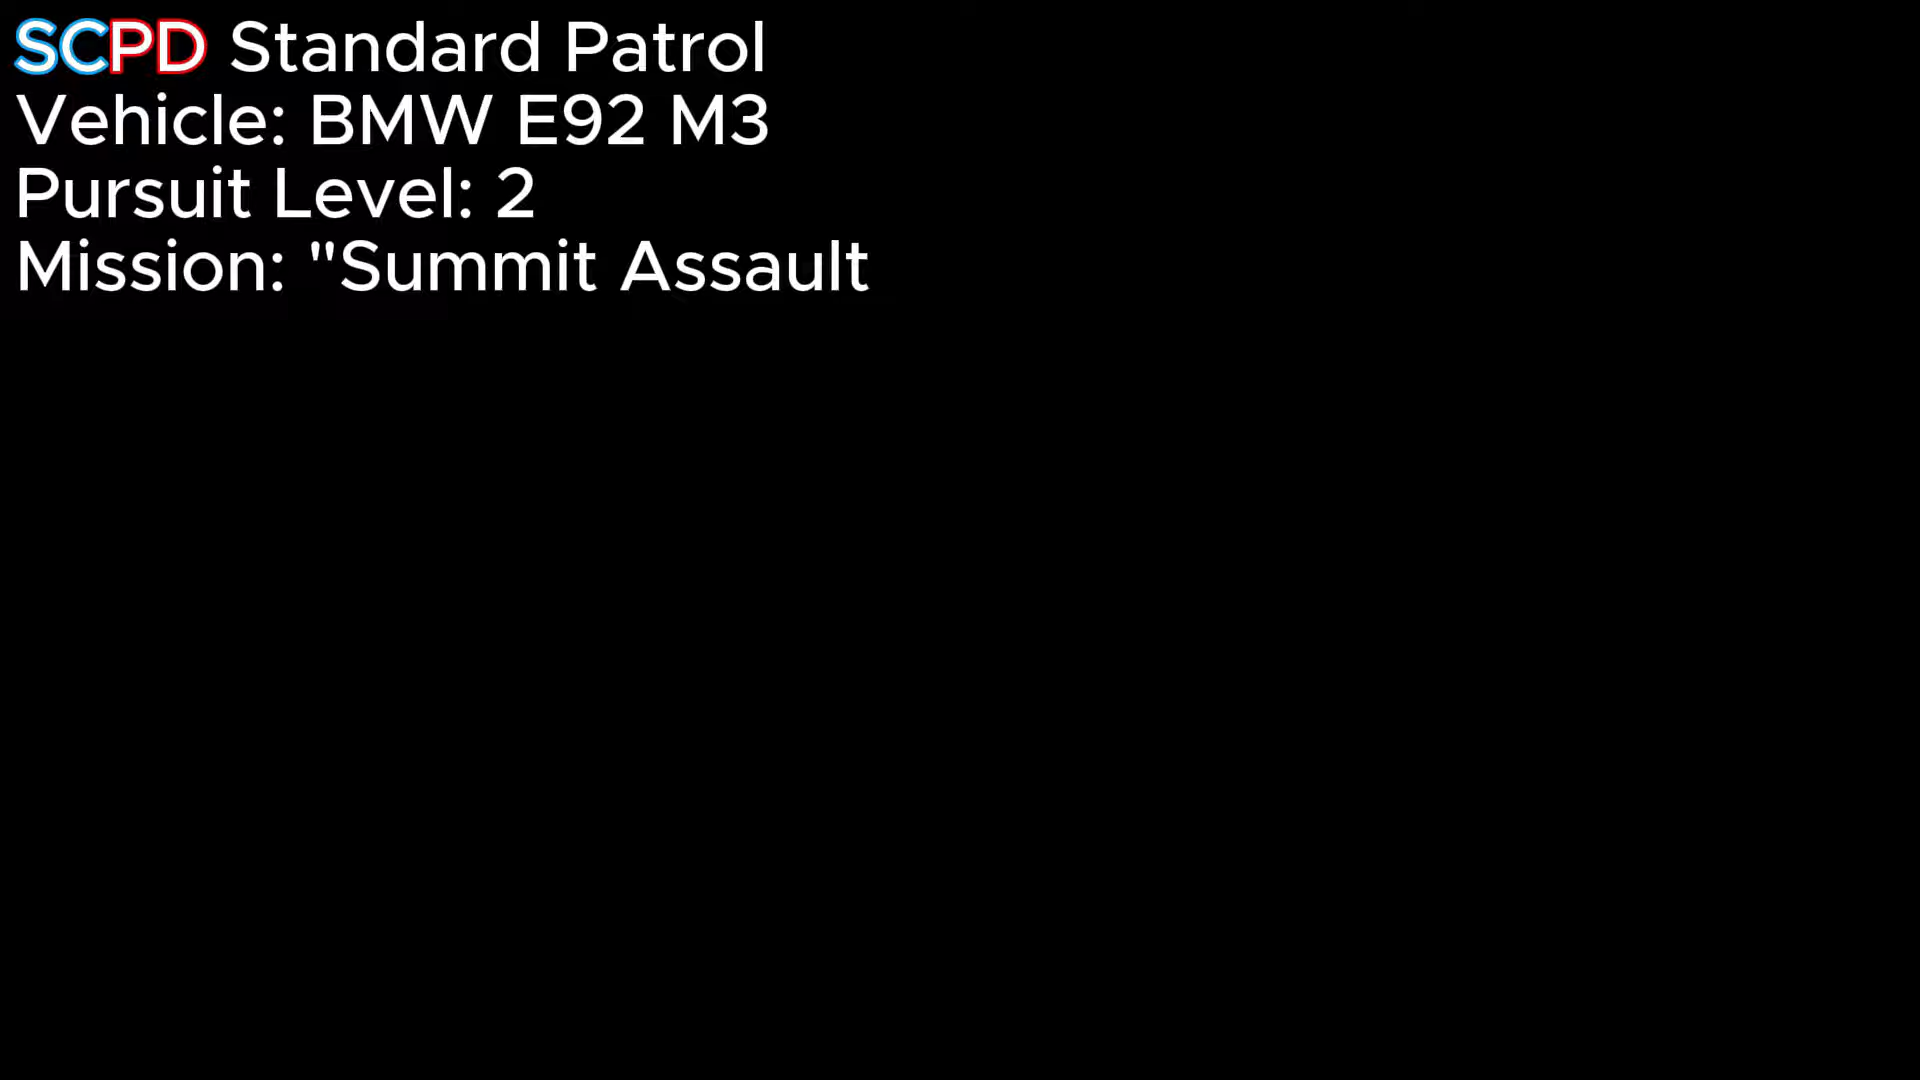 SCPD Standard Patrol
Vehicle: BMW E92 M3
Pursuit Level: 2
Mission: "Summit Assault